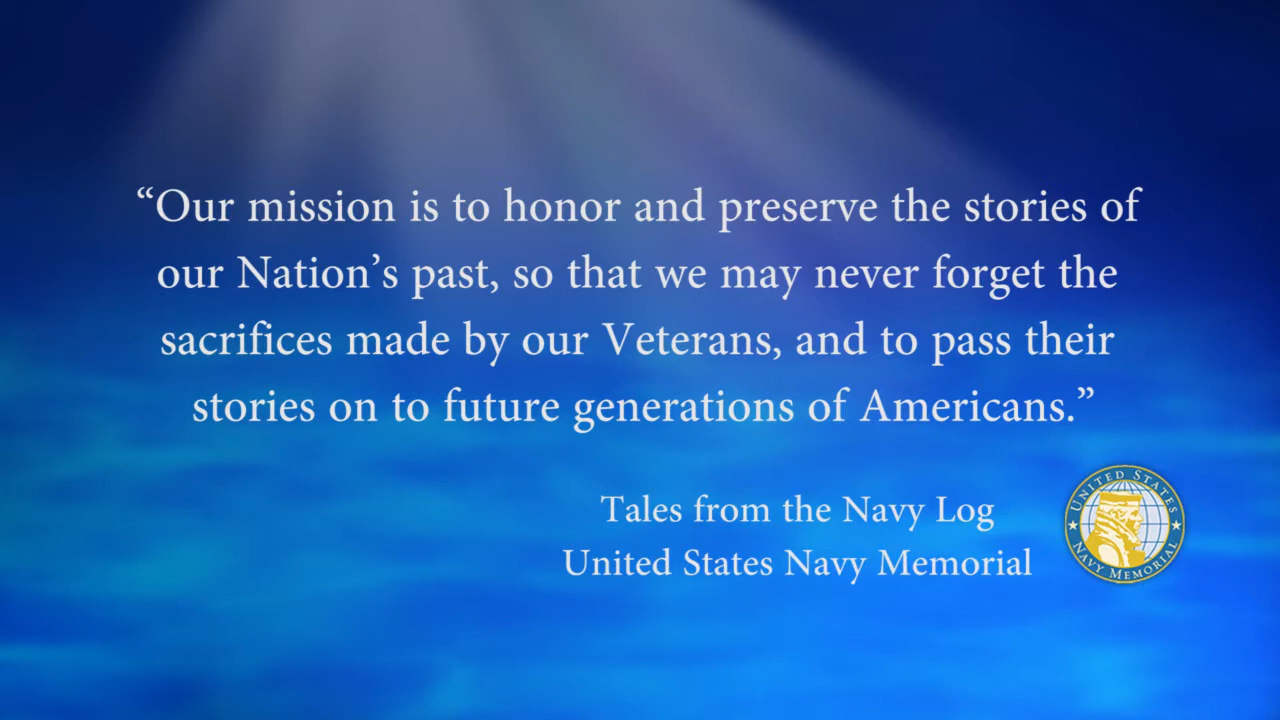 “Our mission is to honor and preserve the stories of
our Nation’s past, so that we may never forget the
sacrifices made by our Veterans, and to pass their
stories on to future generations of Americans.”
Tales from the Navy Log
United States Navy Memorial
UNITED STATES
NAVY MEMORIAL